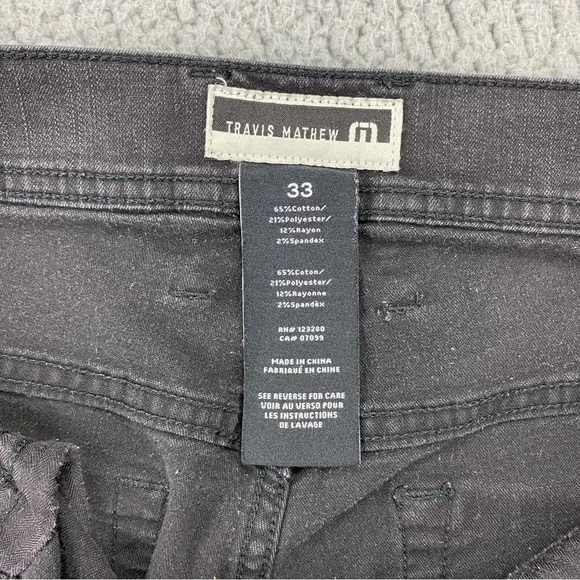 TRAVIS MATHEW
33
65%Cotton/
21%Polyester/
12%Rayon
2%Spandex
65%Coton/
21%Polyester/
12%Rayonne
2%Spandèx
RN# 123280
CA# 07099
MADE IN CHINA
FABRIQUÉ EN CHINE
SEE REVERSE FOR CARE
VOIR AU VERSO POUR
LES INSTRUCTIONS
DE LAVAGE